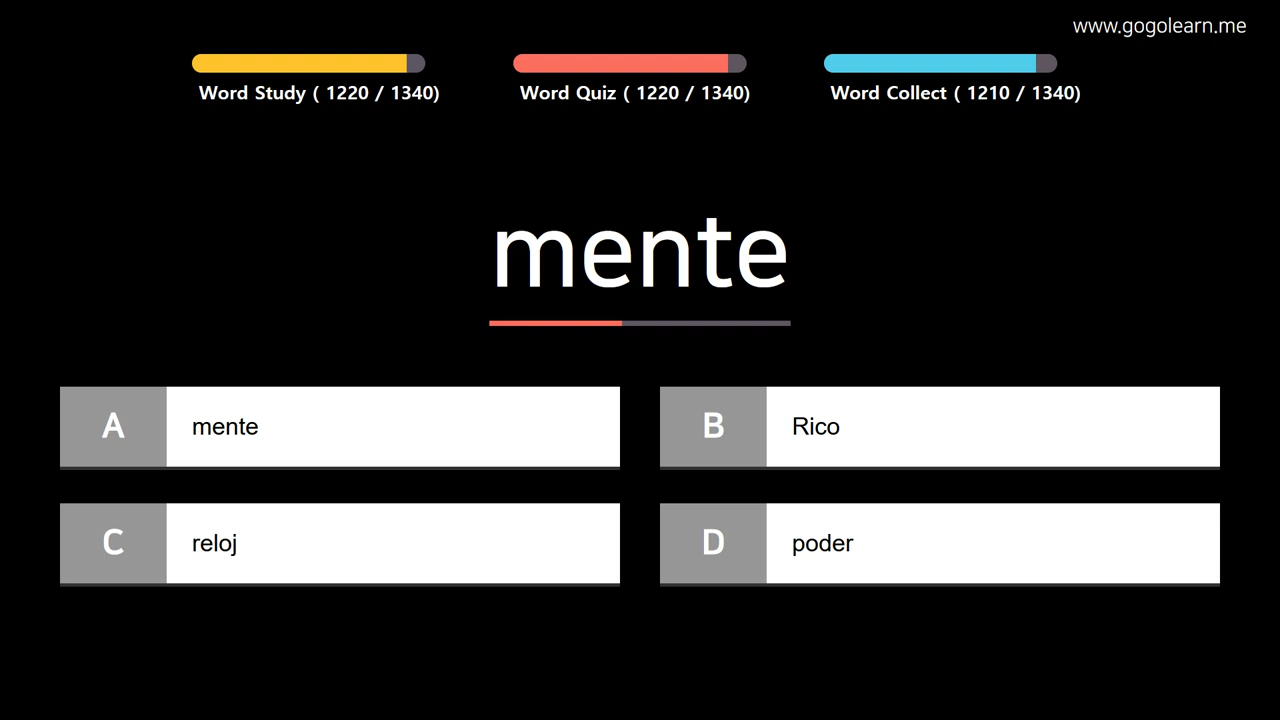 www.gogolearn.me
Word Study ( 1220 / 1340)
Word Quiz ( 1220 / 1340)
Word Collect ( 1210 / 1340)
mente
A mente
B Rico
C reloj
D poder